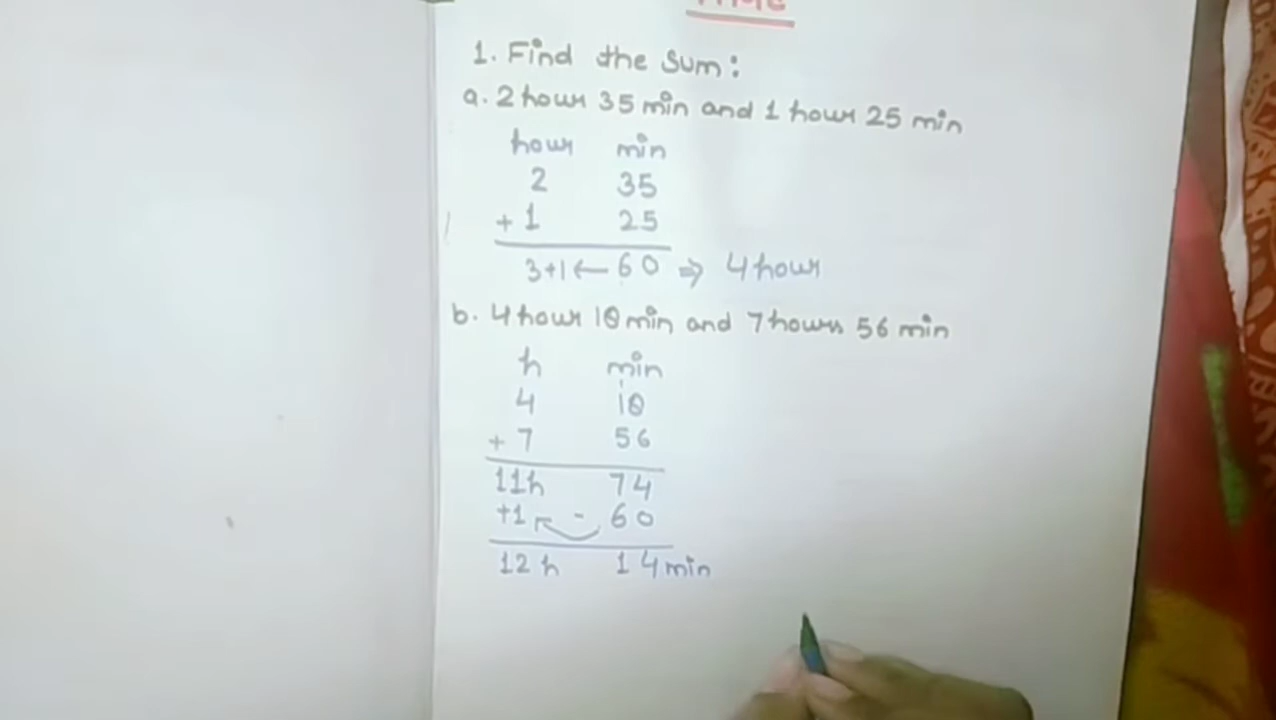 1. Find the Sum:
a. 2 hour 35 min and 1 hour 25 min
hour min
2 35
+ 1 25
3+1 ← 60 ⇒ 4 hour
b. 4 hour 18 min and 7 hours 56 min
h min
4 18
+ 7 56
11h 74
+1 - 60
12 h 14 min